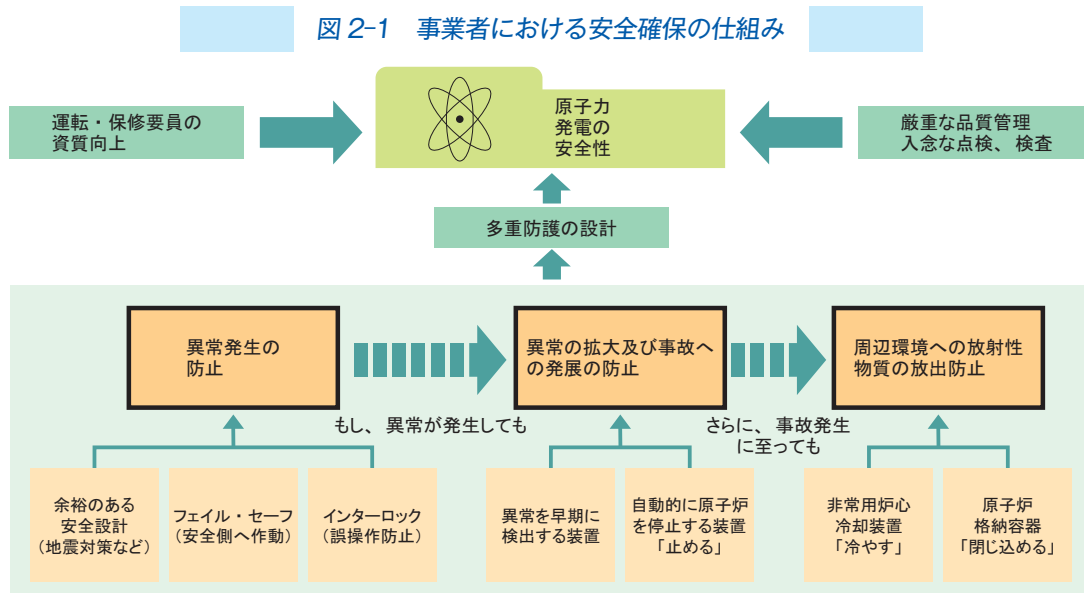 図 2-1 事業者における安全確保の仕組み
運転・保修要員の
資質向上
原子力
発電の
安全性
厳重な品質管理
入念な点検、検査
多重防護の設計
異常発生の
防止
異常の拡大及び事故へ
の発展の防止
周辺環境への放射性
物質の放出防止
もし、異常が発生しても
さらに、事故発生
に至っても
余裕のある
安全設計
(地震対策など)
フェイル・セーフ
(安全側へ作動)
インターロック
(誤操作防止)
異常を早期に
検出する装置
自動的に原子炉
を停止する装置
「止める」
非常用炉心
冷却装置
「冷やす」
原子炉
格納容器
「閉じ込める」